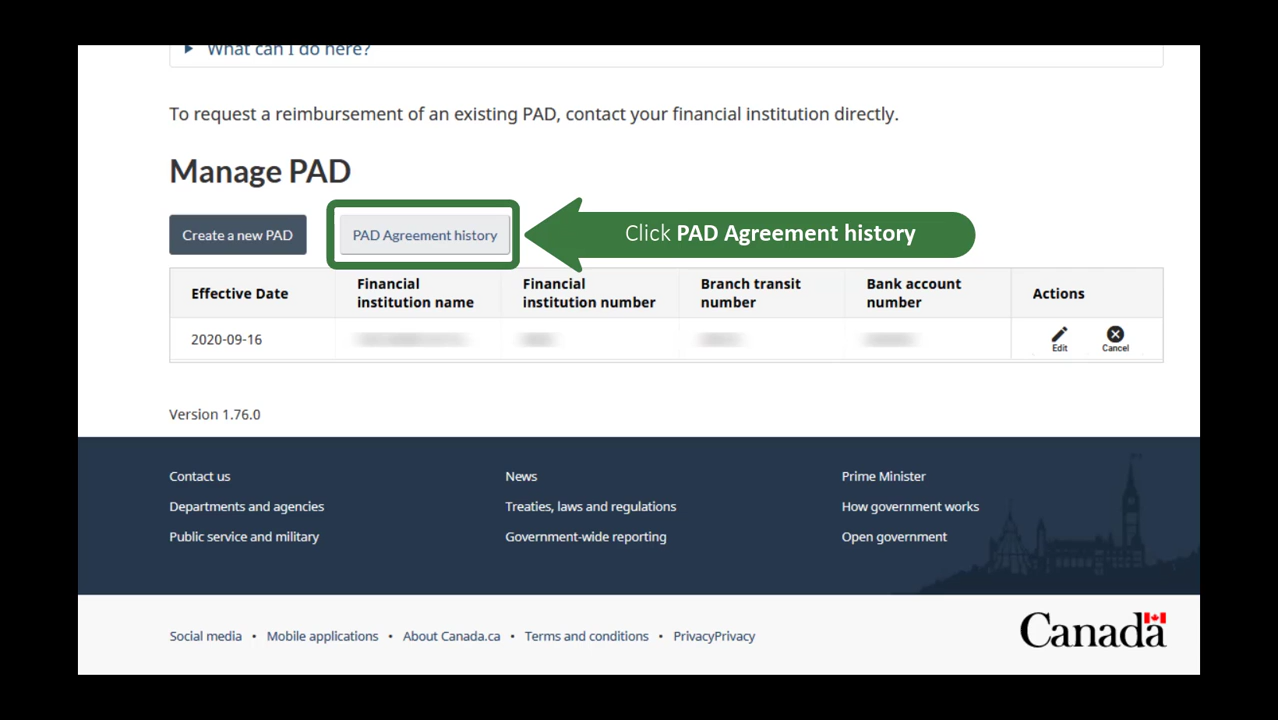 What can I do here?
To request a reimbursement of an existing PAD, contact your financial institution directly.
Manage PAD
Create a new PAD
PAD Agreement history
Click PAD Agreement history
Effective Date
Financial institution name
Financial institution number
Branch transit number
Bank account number
Actions
2020-09-16
Edit
Cancel
Version 1.76.0
Contact us
News
Prime Minister
Departments and agencies
Treaties, laws and regulations
How government works
Public service and military
Government-wide reporting
Open government
Social media • Mobile applications • About Canada.ca • Terms and conditions • PrivacyPrivacy
Canada